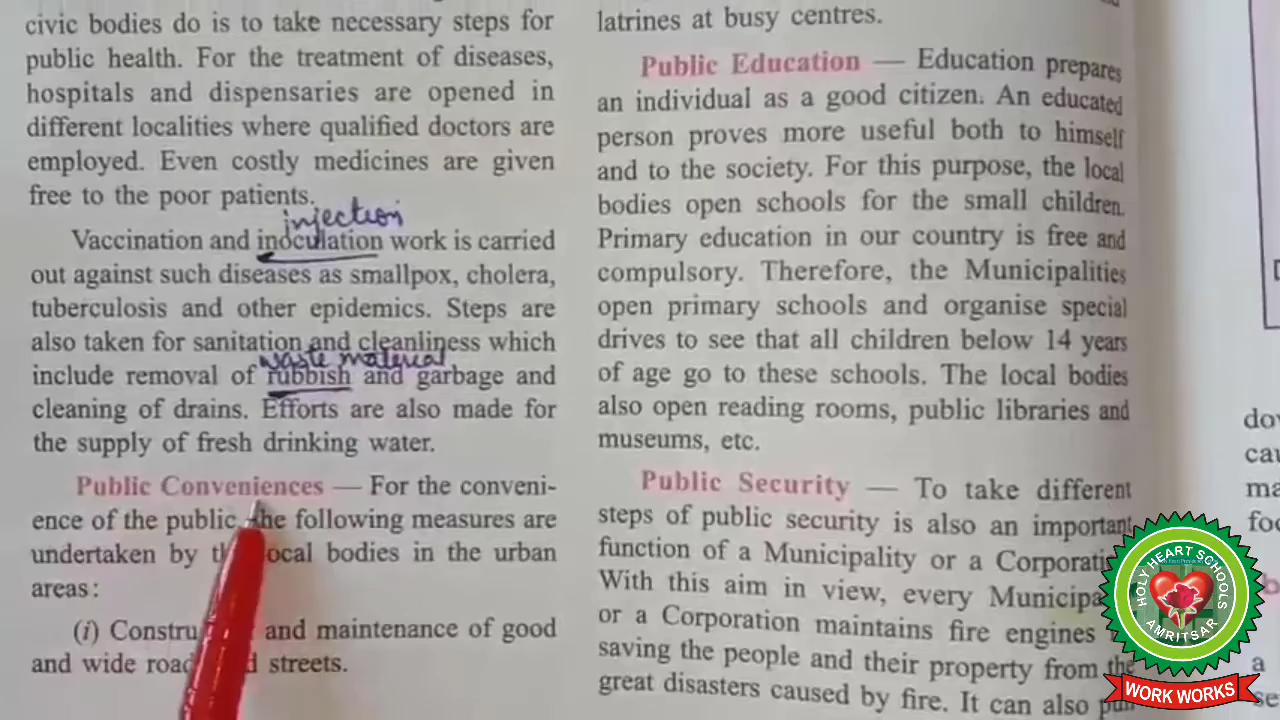 civic bodies do is to take necessary steps for
public health. For the treatment of diseases,
hospitals and dispensaries are opened in
different localities where qualified doctors are
employed. Even costly medicines are given
free to the poor patients.
injection
Vaccination and inoculation work is carried
out against such diseases as smallpox, cholera,
tuberculosis and other epidemics. Steps are
also taken for sanitation and cleanliness which
waste material
include removal of rubbish and garbage and
cleaning of drains. Efforts are also made for
the supply of fresh drinking water.
Public Conveniences — For the conveni-
ence of the public, the following measures are
undertaken by local bodies in the urban
areas:
(i) and maintenance of good
and wide streets.
latrines at busy centres.
Public Education — Education prepares
an individual as a good citizen. An educated
person proves more useful both to himself
and to the society. For this purpose, the local
bodies open schools for the small children.
Primary education in our country is free and
compulsory. Therefore, the Municipalities
open primary schools and organise special
drives to see that all children below 14 years
of age go to these schools. The local bodies
also open reading rooms, public libraries and
museums, etc.
Public Security — To take different
steps of public security is also an important
function of a Municipality or a
With this aim in view, every
or a Corporation maintains fire engines
saving the people and their property from the
great disasters caused by fire. It can also
HOLY HEART SCHOOLS
AMRITSAR
WORK WORKS